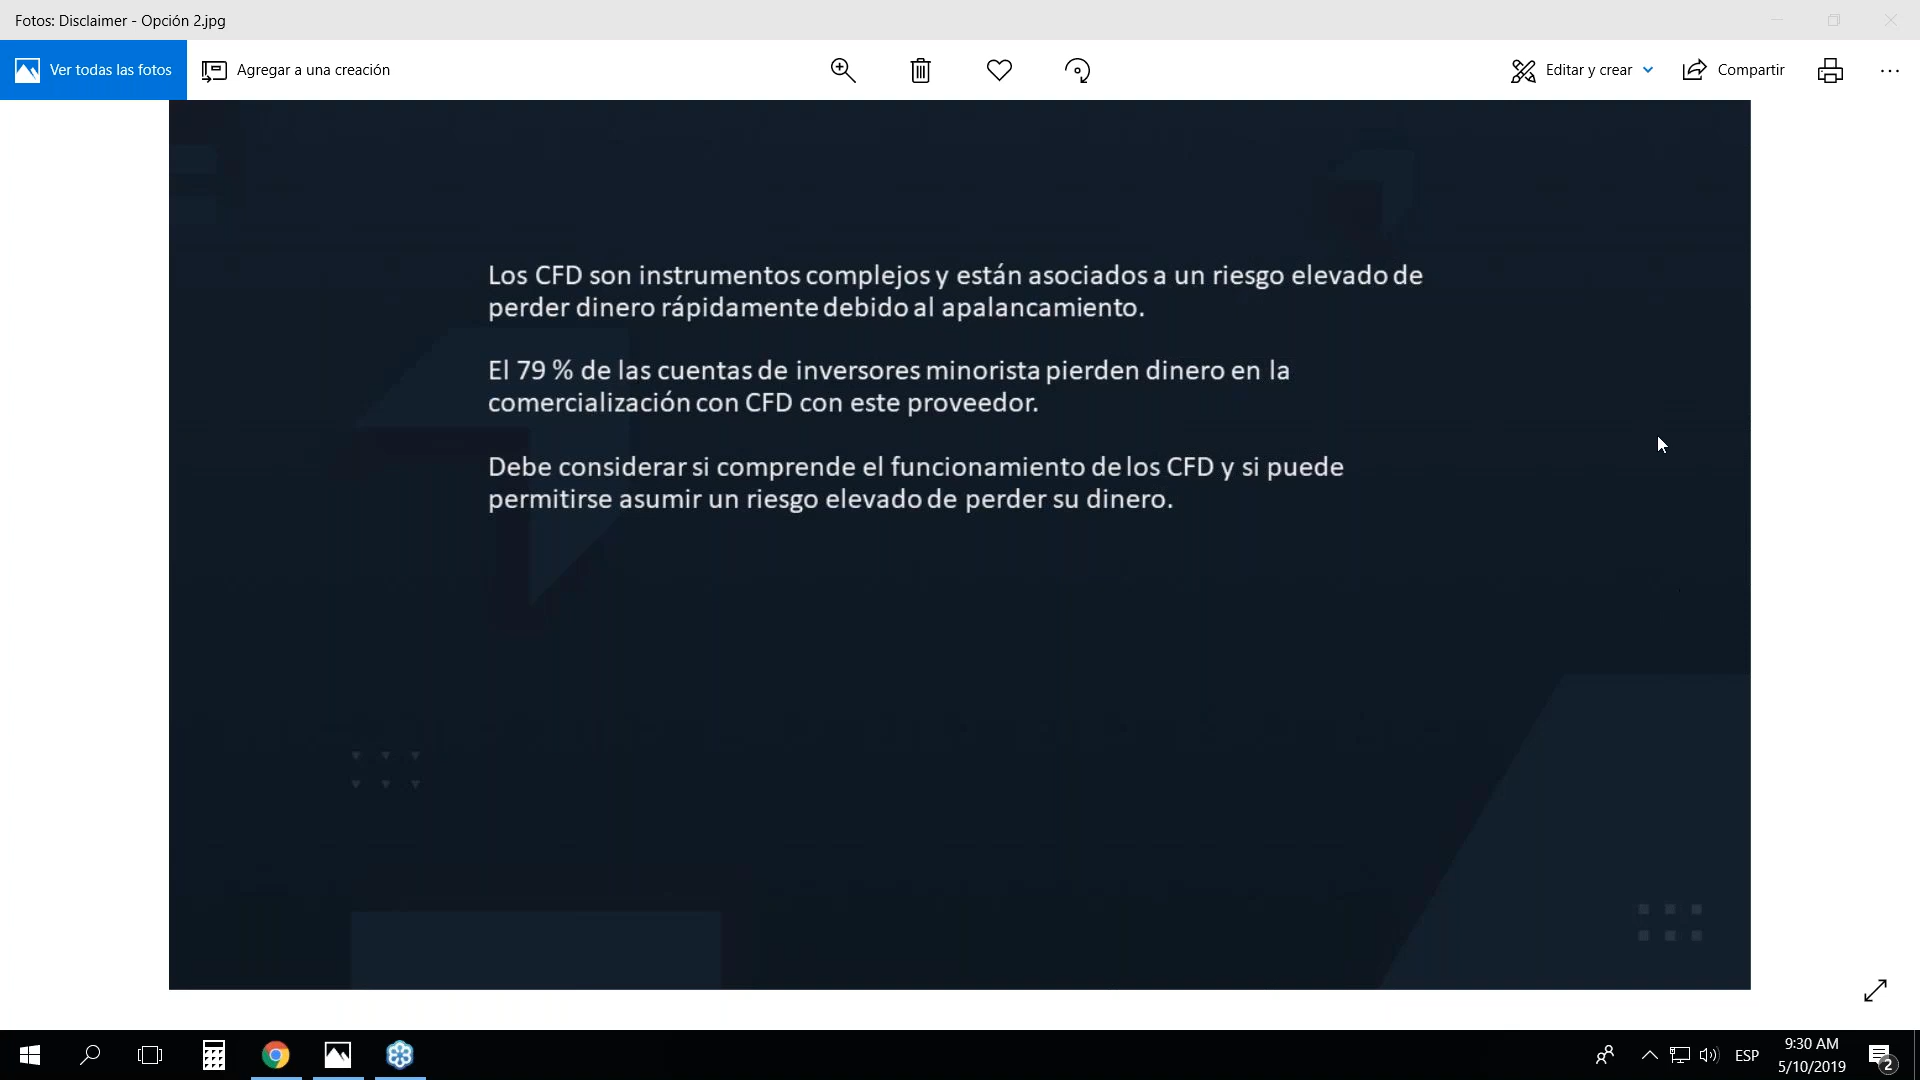 Fotos: Disclaimer - Opción 2.jpg
Ver todas las fotos
Agregar a una creación
Editar y crear
Compartir
Los CFD son instrumentos complejos y están asociados a un riesgo elevado de
perder dinero rápidamente debido al apalancamiento.
El 79 % de las cuentas de inversores minorista pierden dinero en la
comercialización con CFD con este proveedor.
Debe considerar si comprende el funcionamiento de los CFD y si puede
permitirse asumir un riesgo elevado de perder su dinero.
ESP
9:30 AM
5/10/2019
2